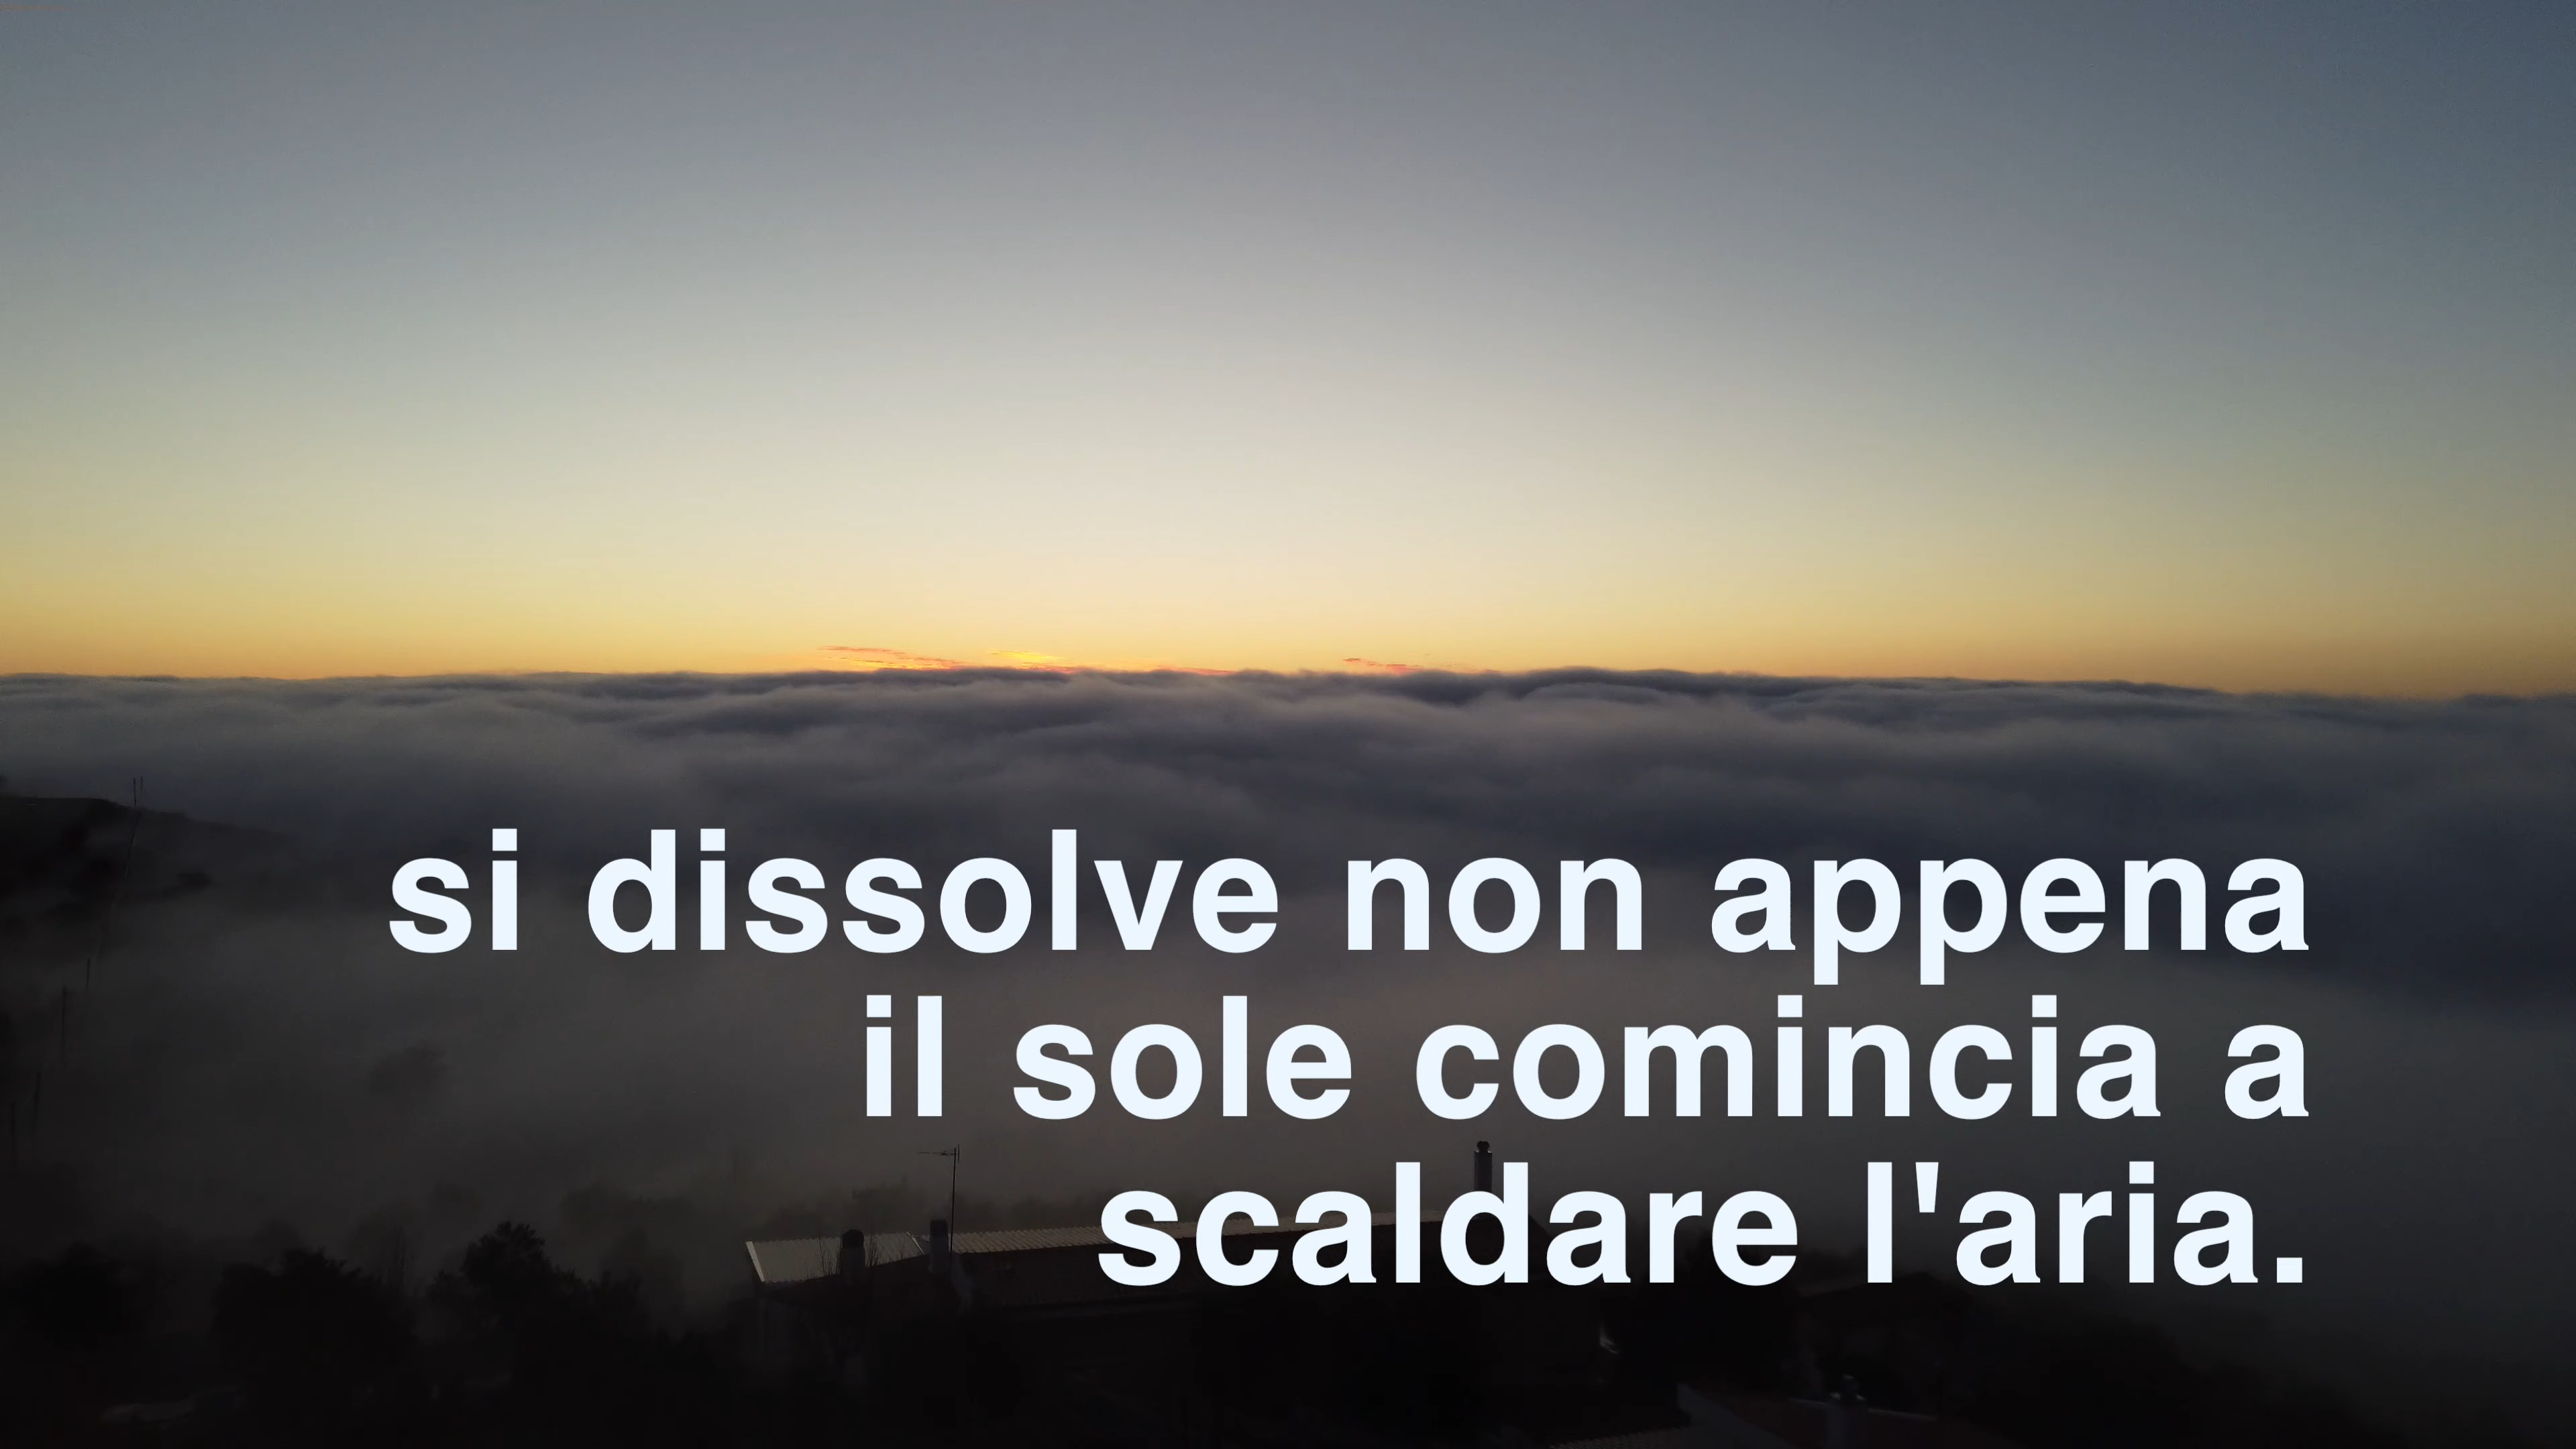 si dissolve non appena
il sole comincia a
scaldare l'aria.